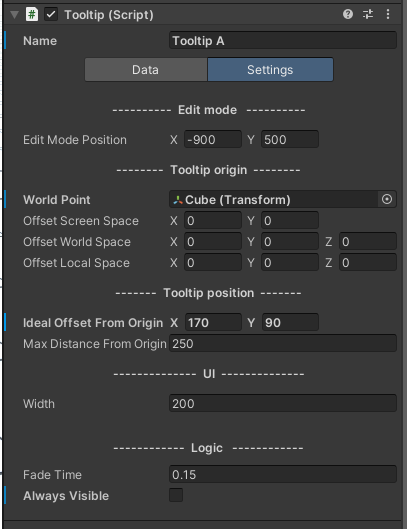 Tooltip (Script)
Name Tooltip A
Data Settings
---------- Edit mode ----------
Edit Mode Position X -900 Y 500
-------- Tooltip origin --------
World Point Cube (Transform)
Offset Screen Space X 0 Y 0
Offset World Space X 0 Y 0 Z 0
Offset Local Space X 0 Y 0 Z 0
------- Tooltip position -------
Ideal Offset From Origin X 170 Y 90
Max Distance From Origin 250
-------------- UI --------------
Width 200
------------ Logic ------------
Fade Time 0.15
Always Visible